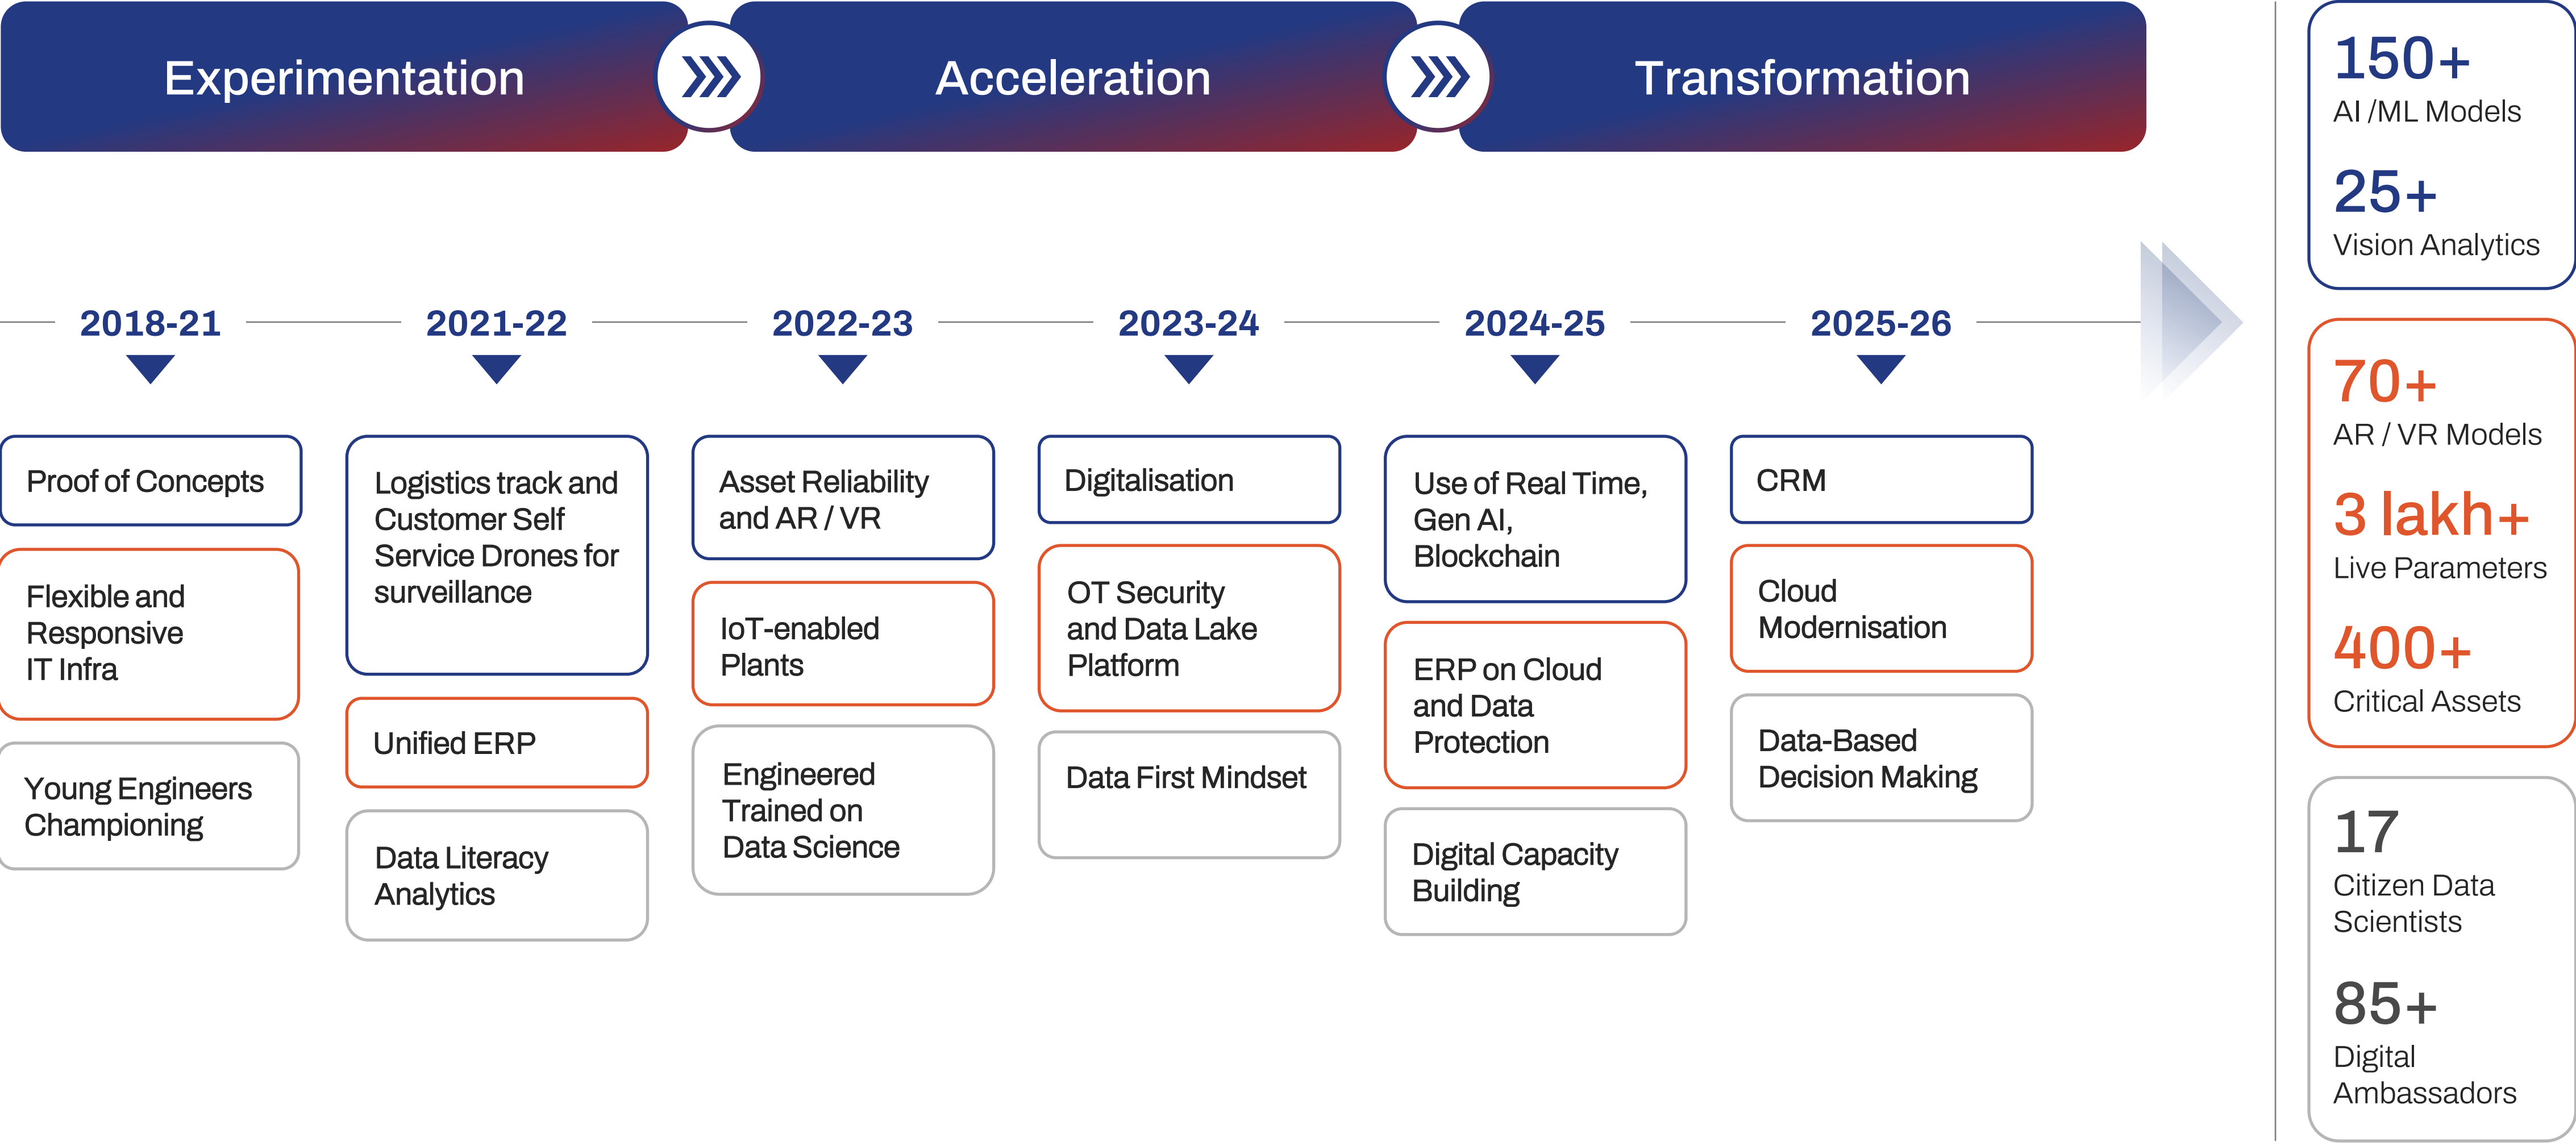 Experimentation
Acceleration
Transformation
2018-21
2021-22
2022-23
2023-24
2024-25
2025-26
Proof of Concepts
Flexible and
Responsive
IT Infra
Young Engineers
Championing
Logistics track and
Customer Self
Service Drones for
surveillance
Unified ERP
Data Literacy
Analytics
Asset Reliability
and AR / VR
IoT-enabled
Plants
Engineered
Trained on
Data Science
Digitalisation
OT Security
and Data Lake
Platform
Data First Mindset
Use of Real Time,
Gen AI,
Blockchain
ERP on Cloud
and Data
Protection
Digital Capacity
Building
CRM
Cloud
Modernisation
Data-Based
Decision Making
150+
AI /ML Models
25+
Vision Analytics
70+
AR / VR Models
3 lakh+
Live Parameters
400+
Critical Assets
17
Citizen Data
Scientists
85+
Digital
Ambassadors